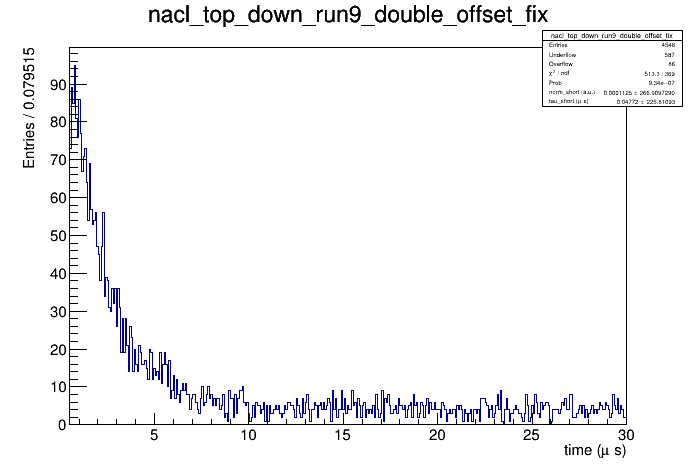 nacl_top_down_run9_double_offset_fix
nacl_top_down_run9_double_offset_fix
Entries 4546
Underflow 587
Overflow 86
χ² / ndf 513.3 / 369
Prob 9.34e−07
norm_short (a.u.) 0.0001125 ± 266.9097290
tau_short (μ s) 0.04772 ± 225.81093
Entries / 0.079515
90
80
70
60
50
40
30
20
10
0
5 10 15 20 25 30
time (μ s)